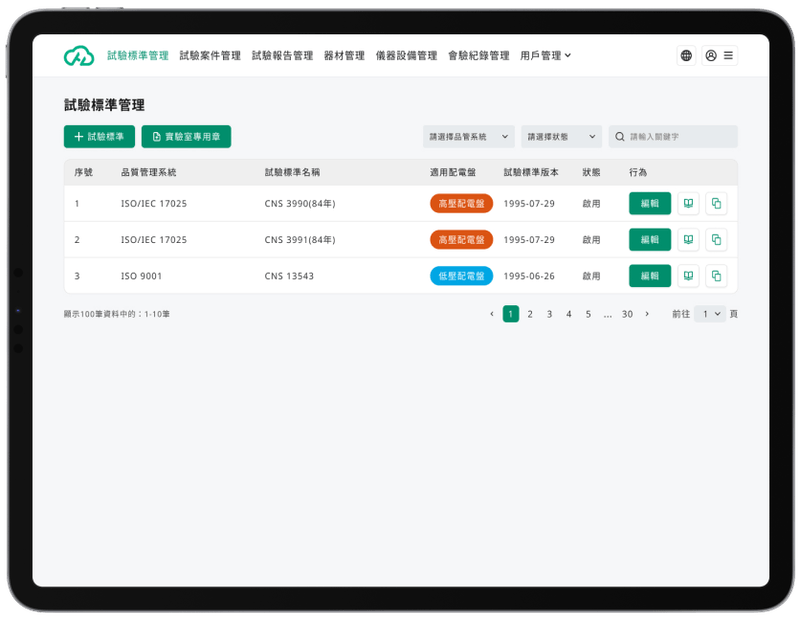 試驗標準管理 試驗案件管理 試驗報告管理 器材管理 儀器設備管理 會驗紀錄管理 用戶管理
試驗標準管理
試驗標準 實驗室專用章 請選擇品管系統 請選擇狀態 請輸入關鍵字
序號 品質管理系統 試驗標準名稱 適用配電盤 試驗標準版本 狀態 行為
1 ISO/IEC 17025 CNS 3990(84年) 高壓配電盤 1995-07-29 啟用 編輯
2 ISO/IEC 17025 CNS 3991(84年) 高壓配電盤 1995-07-29 啟用 編輯
3 ISO 9001 CNS 13543 低壓配電盤 1995-06-26 啟用 編輯
顯示100筆資料中的：1-10筆 ‹ 1 2 3 4 5 ... 30 › 前往 1 頁